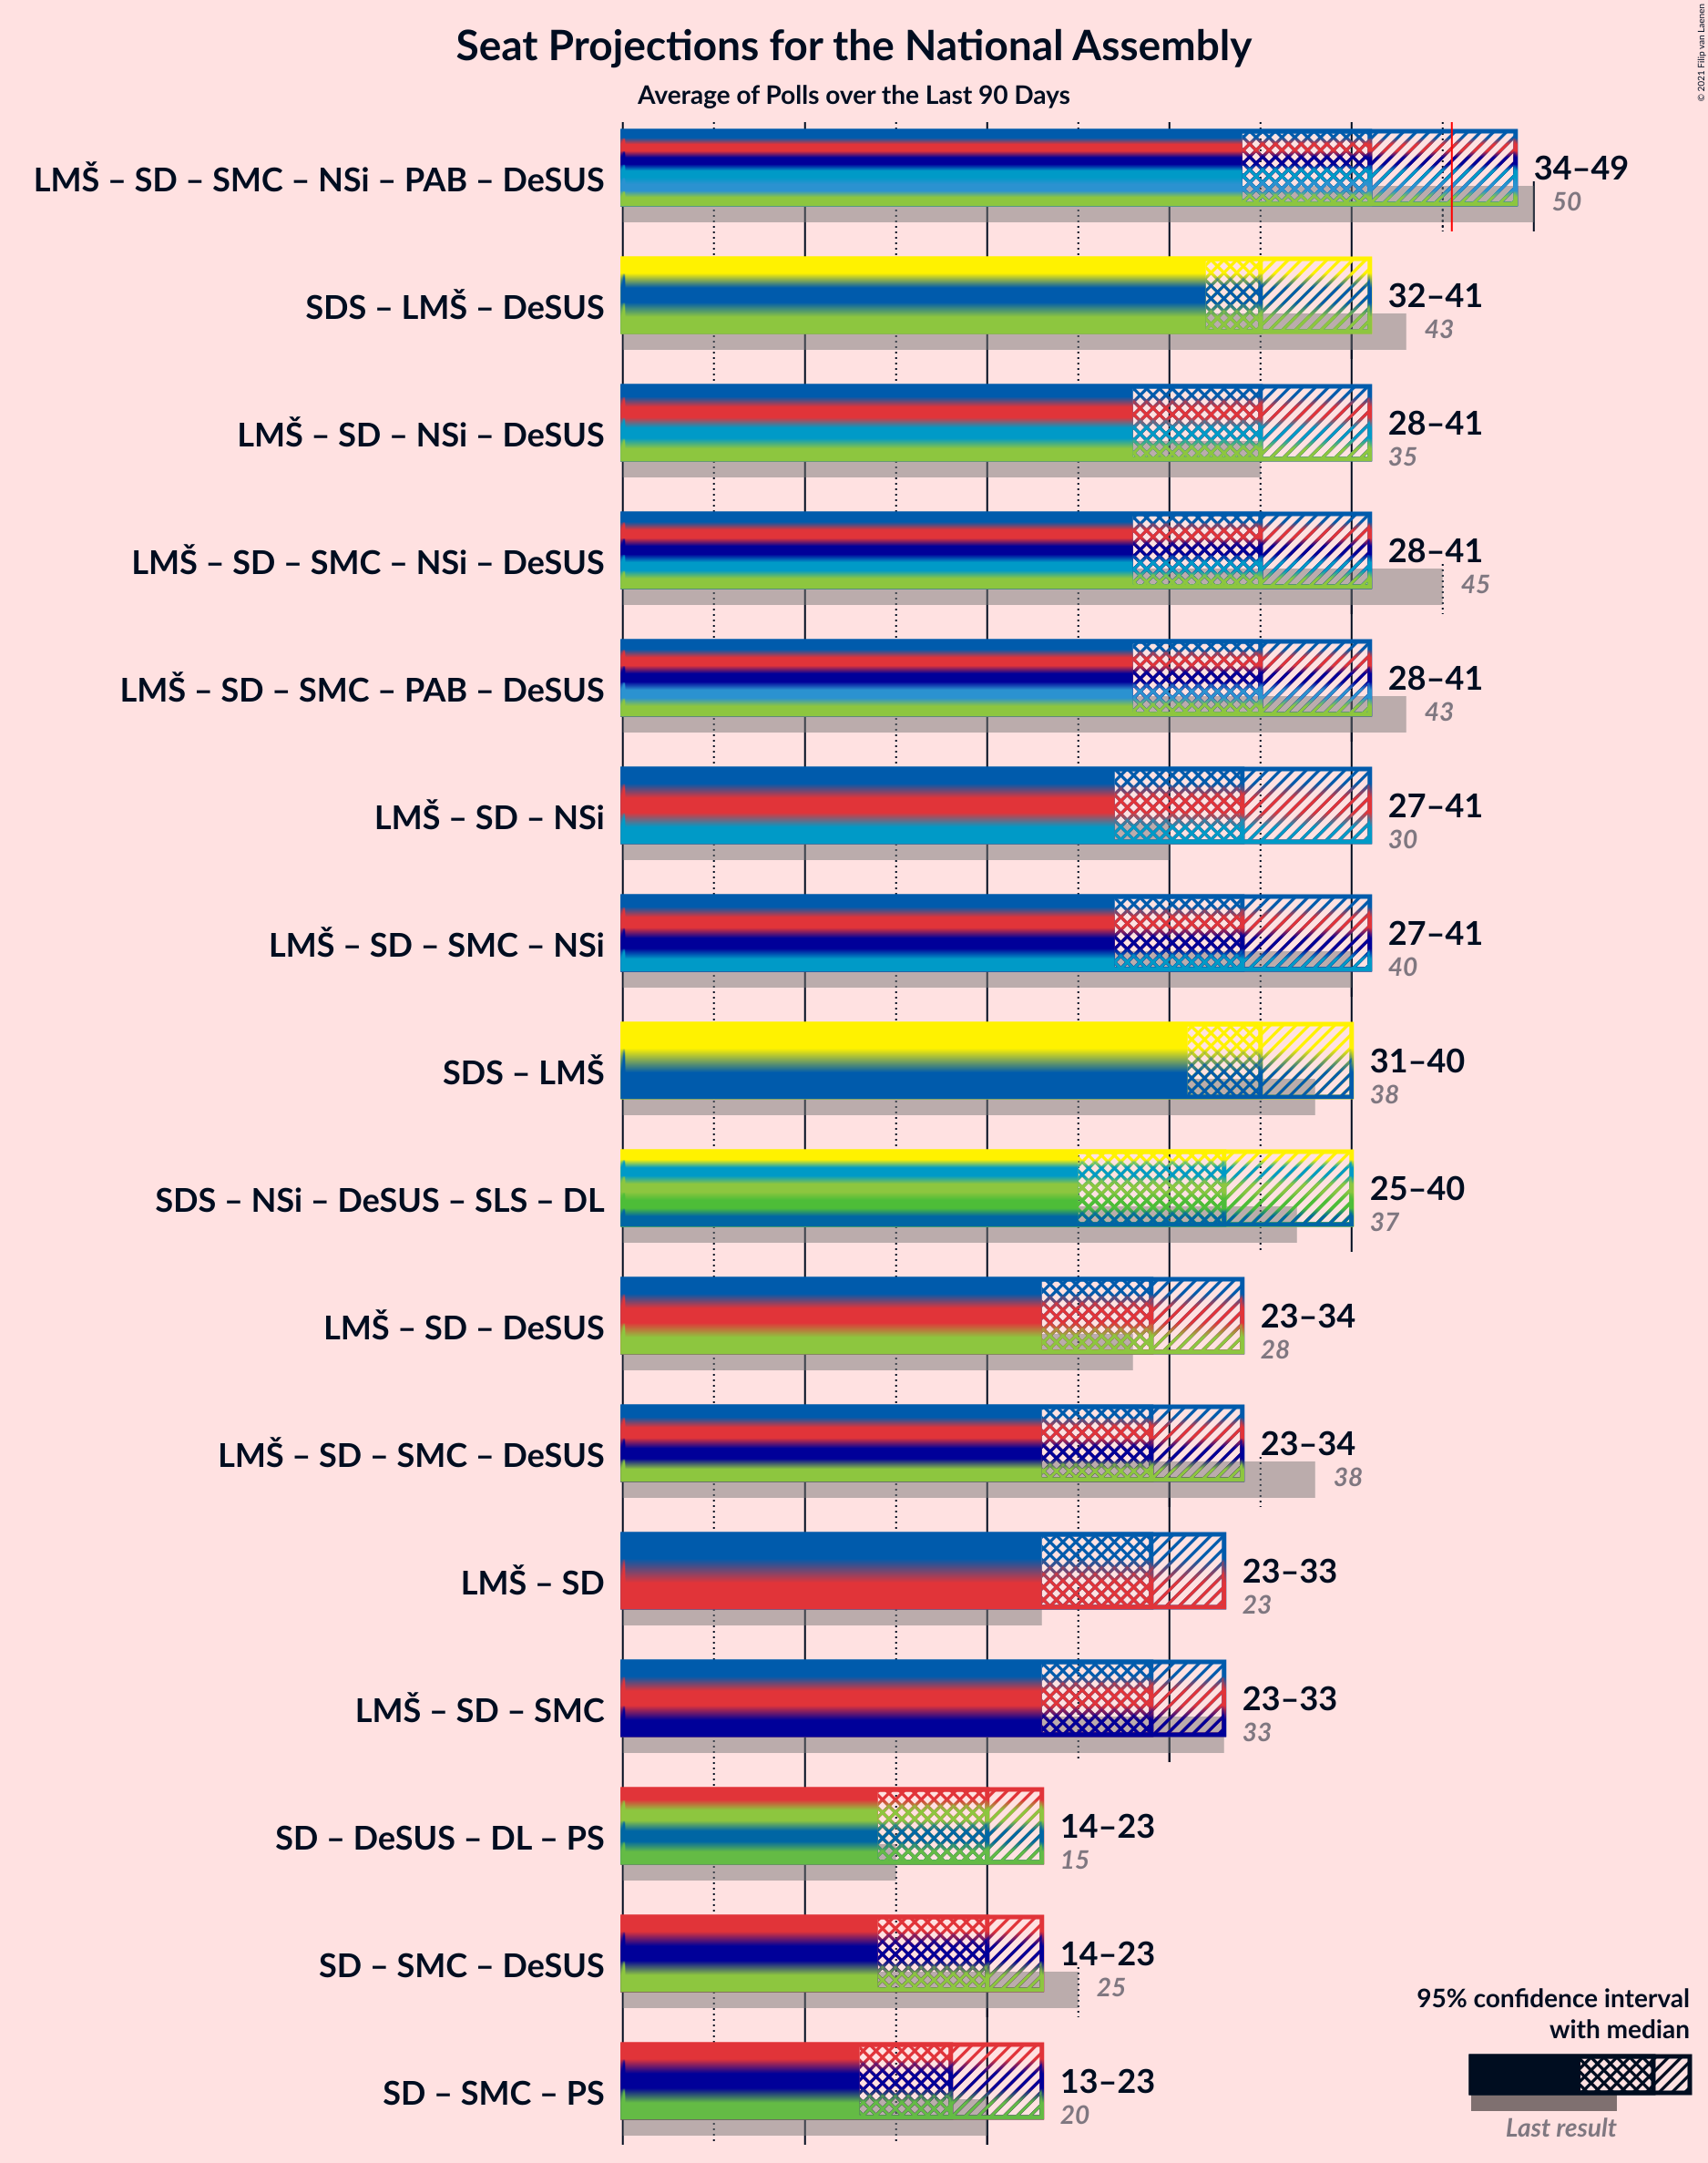 Seat Projections for the National Assembly
Average of Polls over the Last 90 Days
© 2021 Filip van Laenen
LMŠ – SD – SMC – NSi – PAB – DeSUS
34–49
50
SDS – LMŠ – DeSUS
32–41
43
LMŠ – SD – NSi – DeSUS
28–41
35
LMŠ – SD – SMC – NSi – DeSUS
28–41
45
LMŠ – SD – SMC – PAB – DeSUS
28–41
43
LMŠ – SD – NSi
27–41
30
LMŠ – SD – SMC – NSi
27–41
40
SDS – LMŠ
31–40
38
SDS – NSi – DeSUS – SLS – DL
25–40
37
LMŠ – SD – DeSUS
23–34
28
LMŠ – SD – SMC – DeSUS
23–34
38
LMŠ – SD
23–33
23
LMŠ – SD – SMC
23–33
33
SD – DeSUS – DL – PS
14–23
15
SD – SMC – DeSUS
14–23
25
SD – SMC – PS
13–23
20
95% confidence interval
with median
Last result